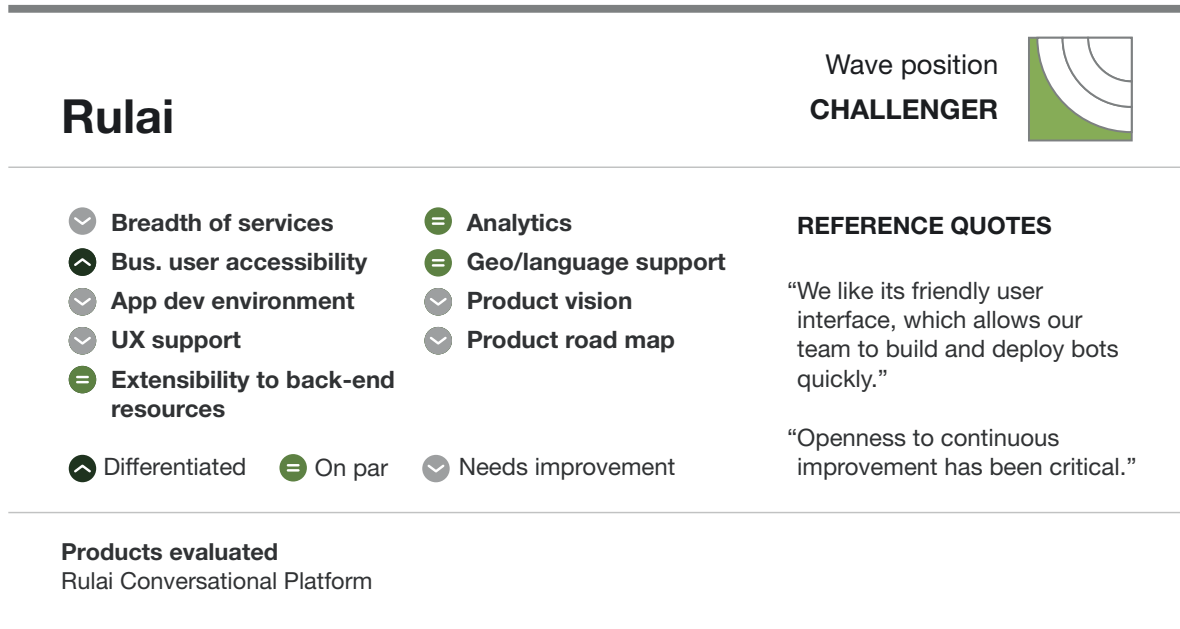 Rulai
Wave position
CHALLENGER
Breadth of services
Bus. user accessibility
App dev environment
UX support
Extensibility to back-end
resources
Analytics
Geo/language support
Product vision
Product road map
Differentiated
On par
Needs improvement
REFERENCE QUOTES
“We like its friendly user
interface, which allows our
team to build and deploy bots
quickly.”
“Openness to continuous
improvement has been critical.”
Products evaluated
Rulai Conversational Platform